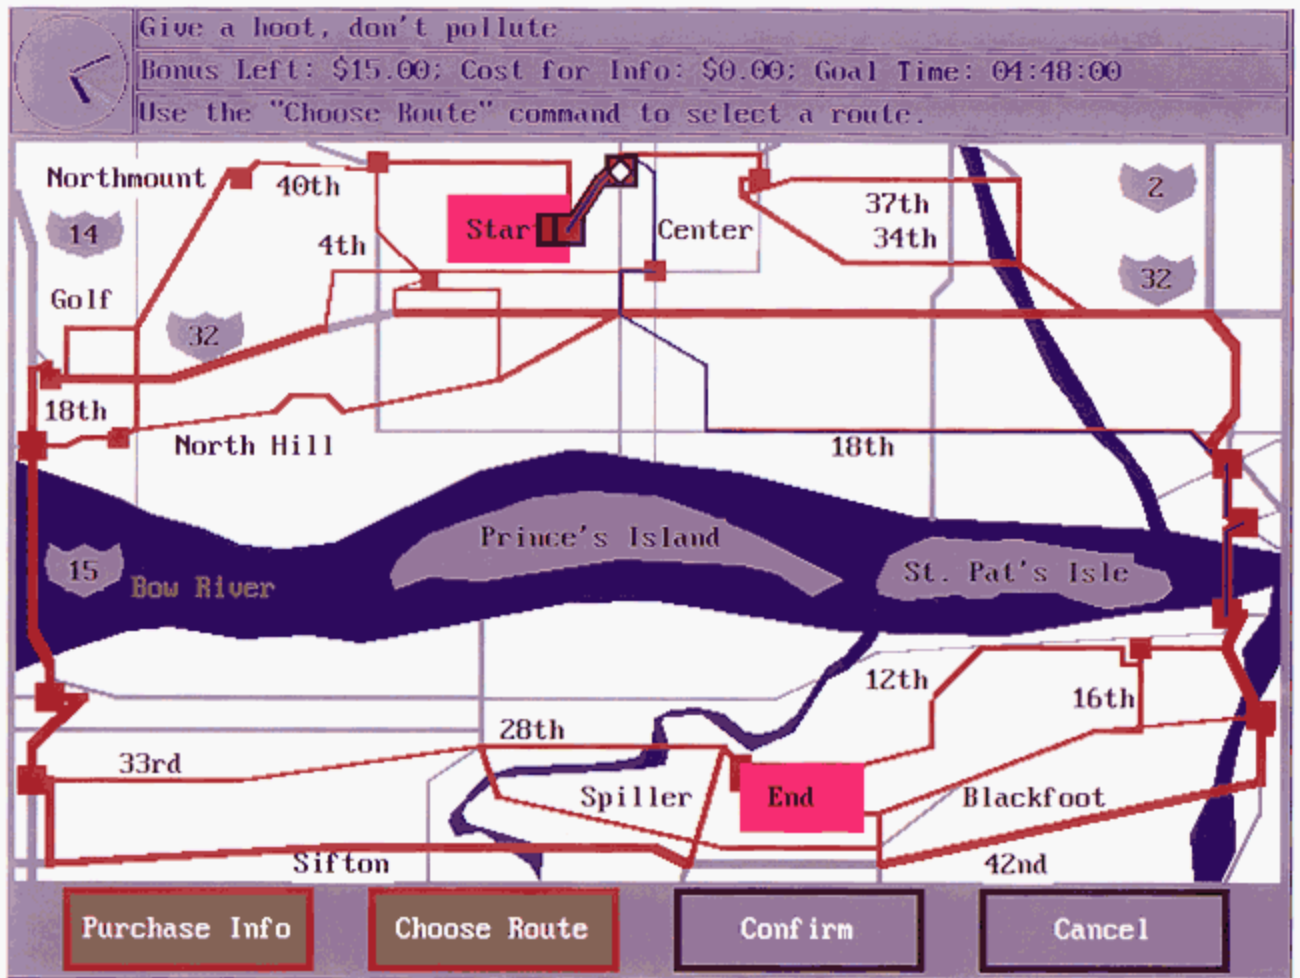 Give a hoot, don't pollute
Bonus Left: $15.00; Cost for Info: $0.00; Goal Time: 04:48:00
Use the "Choose Route" command to select a route.
Northmount
40th
14
4th
Star
Center
37th
34th
2
32
Golf
32
18th
North Hill
18th
Prince's Island
St. Pat's Isle
15
Bow River
12th
16th
28th
33rd
Spiller
End
Blackfoot
Sifton
42nd
Purchase Info
Choose Route
Confirm
Cancel